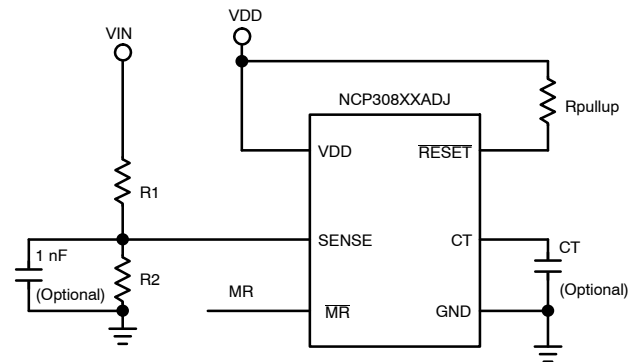 VDD
VIN
NCP308XXADJ
Rpullup
VDD
RESET
R1
SENSE
CT
CT
1 nF
(Optional)
R2
(Optional)
MR
MR
GND